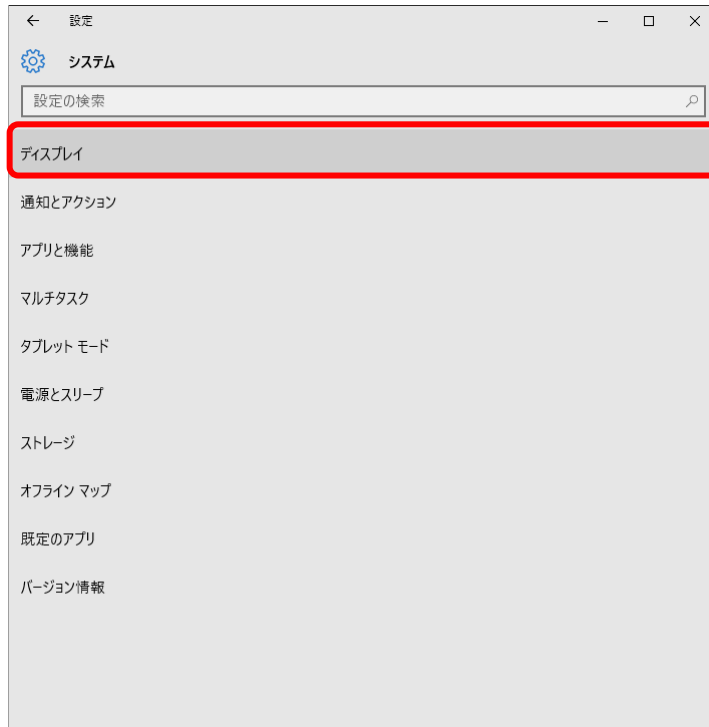 設定
システム
設定の検索
ディスプレイ
通知とアクション
アプリと機能
マルチタスク
タブレット モード
電源とスリープ
ストレージ
オフライン マップ
既定のアプリ
バージョン情報